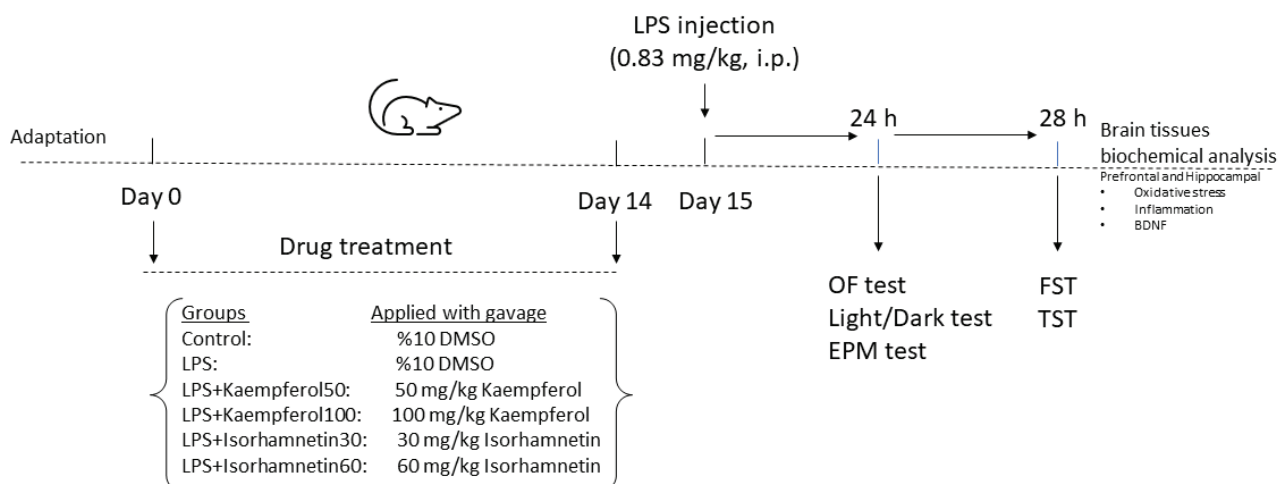 LPS injection
(0.83 mg/kg, i.p.)
Adaptation
24 h
28 h
Brain tissues
biochemical analysis
Prefrontal and Hippocampal
• Oxidative stress
• Inflammation
• BDNF
Day 0
Day 14
Day 15
Drug treatment
Groups Applied with gavage
Control: %10 DMSO
LPS: %10 DMSO
LPS+Kaempferol50: 50 mg/kg Kaempferol
LPS+Kaempferol100: 100 mg/kg Kaempferol
LPS+Isorhamnetin30: 30 mg/kg Isorhamnetin
LPS+Isorhamnetin60: 60 mg/kg Isorhamnetin
OF test
Light/Dark test
EPM test
FST
TST